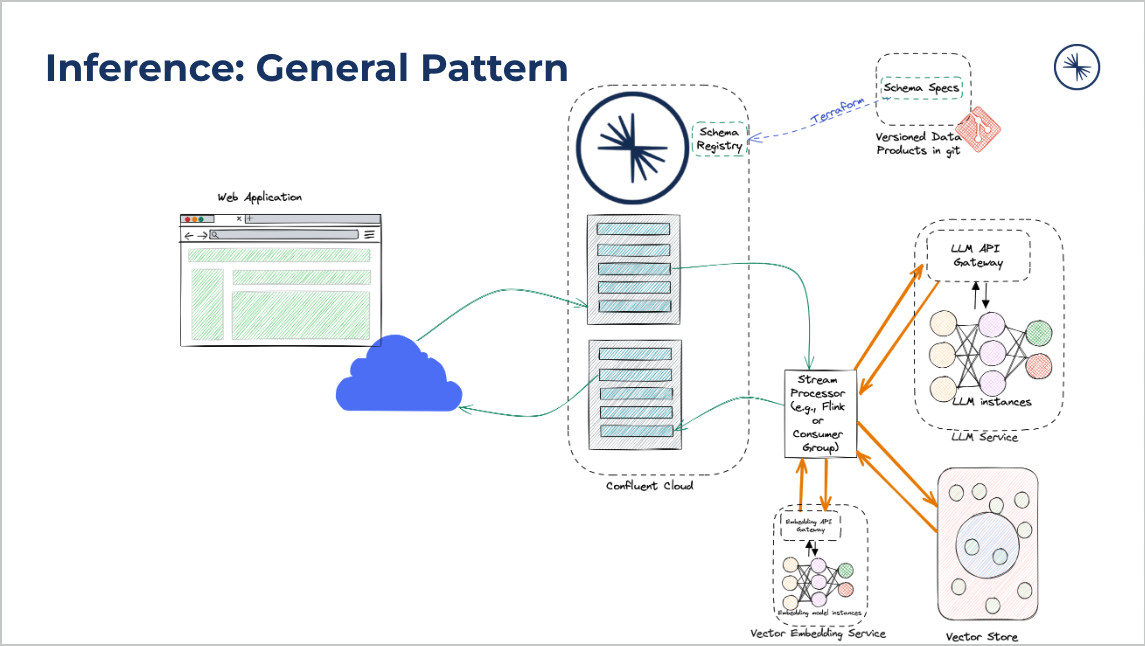 Inference: General Pattern
Schema Specs
Terraform
Versioned Data
Products in git
Schema
Registry
Web Application
LLM API
Gateway
LLM instances
LLM Service
Stream
Processor
(e.g., Flink
or
Consumer
Group)
Confluent Cloud
Embedding API
Gateway
Embedding model instances
Vector Embedding Service
Vector Store